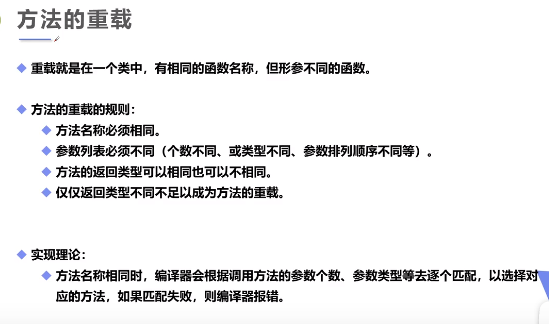 方法的重载
重载就是在一个类中，有相同的函数名称，但形参不同的函数。
方法的重载的规则：
方法名称必须相同。
参数列表必须不同（个数不同、或类型不同、参数排列顺序不同等）。
方法的返回类型可以相同也可以不相同。
仅仅返回类型不同不足以成为方法的重载。
实现理论：
方法名称相同时，编译器会根据调用方法的参数个数、参数类型等去逐个匹配，以选择对
应的方法，如果匹配失败，则编译器报错。